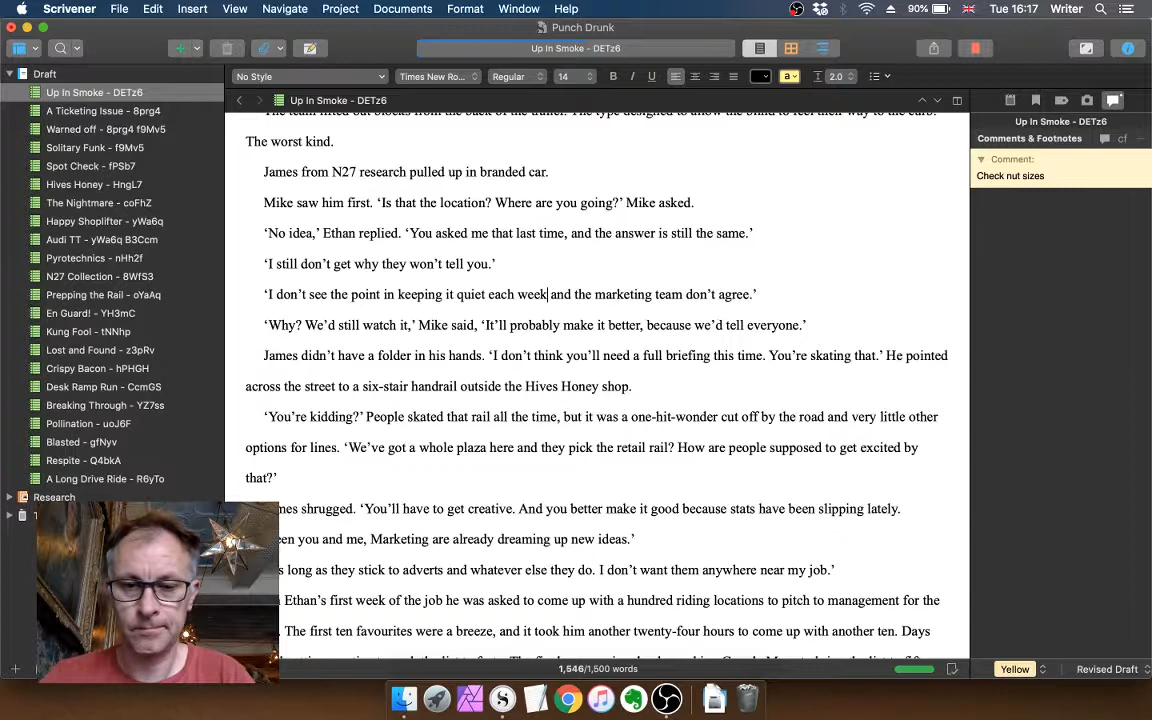 Scrivener File Edit Insert View Navigate Project Documents Format Window Help 90% Tue 16:17 Writer
Punch Drunk
Up In Smoke - DETz6
Draft
Up In Smoke - DETz6
A Ticketing Issue - 8prg4
Warned off - 8prg4 f9Mv5
Solitary Funk - f9Mv5
Spot Check - fPSb7
Hives Honey - HngL7
The Nightmare - coFhZ
Happy Shoplifter - yWa6q
Audi TT - yWa6q B3Ccm
Pyrotechnics - nHh2f
N27 Collection - 8WfS3
Prepping the Rail - oYaAq
En Guard! - YH3mC
Kung Fool - tNNhp
Lost and Found - z3pRv
Crispy Bacon - hPHGH
Desk Ramp Run - CcmGS
Breaking Through - YZ7ss
Pollination - uoJ6F
Blasted - gfNyv
Respite - Q4bkA
A Long Drive Ride - R6yTo
Research
No Style Times New Ro... Regular 14 B I U a 2.0
Up In Smoke - DETz6
The worst kind.
James from N27 research pulled up in branded car.
Mike saw him first. ‘Is that the location? Where are you going?’ Mike asked.
‘No idea,’ Ethan replied. ‘You asked me that last time, and the answer is still the same.’
‘I still don’t get why they won’t tell you.’
‘I don’t see the point in keeping it quiet each week and the marketing team don’t agree.’
‘Why? We’d still watch it,’ Mike said, ‘It’ll probably make it better, because we’d tell everyone.’
James didn’t have a folder in his hands. ‘I don’t think you’ll need a full briefing this time. You’re skating that.’ He pointed
across the street to a six-stair handrail outside the Hives Honey shop.
‘You’re kidding?’ People skated that rail all the time, but it was a one-hit-wonder cut off by the road and very little other
options for lines. ‘We’ve got a whole plaza here and they pick the retail rail? How are people supposed to get excited by
that?’
shrugged. ‘You’ll have to get creative. And you better make it good because stats have been slipping lately.
you and me, Marketing are already dreaming up new ideas.’
long as they stick to adverts and whatever else they do. I don’t want them anywhere near my job.’
Ethan’s first week of the job he was asked to come up with a hundred riding locations to pitch to management for the
The first ten favourites were a breeze, and it took him another twenty-four hours to come up with another ten. Days
1,546/1,500 words
Up In Smoke - DETz6
Comments & Footnotes cf
Comment:
Check nut sizes
Yellow Revised Draft